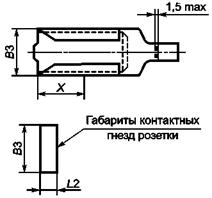 1,5 max
B3
X
B3
Габариты контактных
гнезд розетки
L2